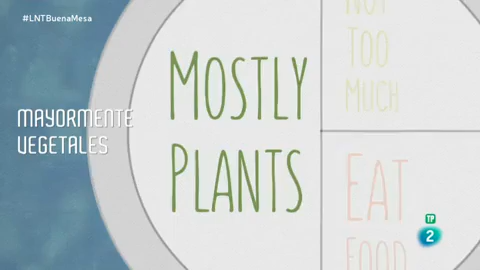 #LNTBuenaMesa
MAYORMENTE
VEGETALES
MOSTLY
PLANTS
NOT
TOO
MUCH
EAT
FOOD
TP
2